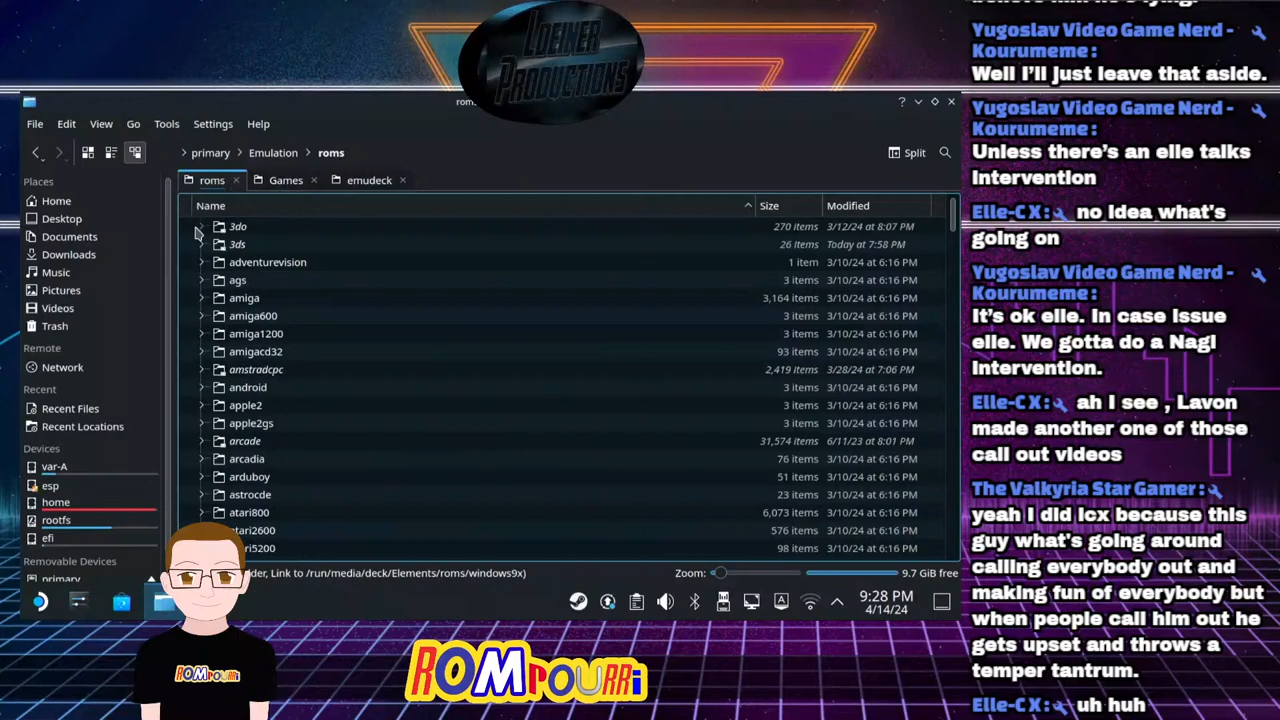 LDEINER
PRODUCTIONS
File Edit View Go Tools Settings Help
primary > Emulation > roms Split
Places
Home
Desktop
Documents
Downloads
Music
Pictures
Videos
Trash
Remote
Network
Recent
Recent Files
Recent Locations
Devices
var-A
esp
home
rootfs
efi
Removable Devices
primary
roms Games emudeck
Name Size Modified
3do 270 items 3/12/24 at 8:07 PM
3ds 26 items Today at 7:58 PM
adventurevision 1 item 3/10/24 at 6:16 PM
ags 3 items 3/10/24 at 6:16 PM
amiga 3,164 items 3/10/24 at 6:16 PM
amiga600 3 items 3/10/24 at 6:16 PM
amiga1200 3 items 3/10/24 at 6:16 PM
amigacd32 93 items 3/10/24 at 6:16 PM
amstradcpc 2,419 items 3/28/24 at 7:06 PM
android 3 items 3/10/24 at 6:16 PM
apple2 3 items 3/10/24 at 6:16 PM
apple2gs 3 items 3/10/24 at 6:16 PM
arcade 31,574 items 6/11/23 at 8:01 PM
arcadia 76 items 3/10/24 at 6:16 PM
arduboy 51 items 3/10/24 at 6:16 PM
astrocde 23 items 3/10/24 at 6:16 PM
atari800 6,073 items 3/10/24 at 6:16 PM
atari2600 576 items 3/10/24 at 6:16 PM
98 items 3/10/24 at 6:16 PM
Link to /run/media/deck/Elements/roms/windows9x) Zoom: 9.7 GiB free
9:28 PM
4/14/24
ROMPOURRi
ROMPOURRi
Yugoslav Video Game Nerd -
Kourumeme :
Well I'll just leave that aside.
Yugoslav Video Game Nerd -
Kourumeme :
Unless there's an elle talks
intervention
Elle-CX : no idea what's
going on
Yugoslav Video Game Nerd -
Kourumeme :
It's ok elle. In case issue
elle. We gotta do a Nagi
Intervention.
Elle-CX : ah I see , Lavon
made another one of those
call out videos
The Valkyria Star Gamer :
yeah I did lcx because this
guy what's going around
calling everybody out and
making fun of everybody but
when people call him out he
gets upset and throws a
temper tantrum.
Elle-CX : uh huh